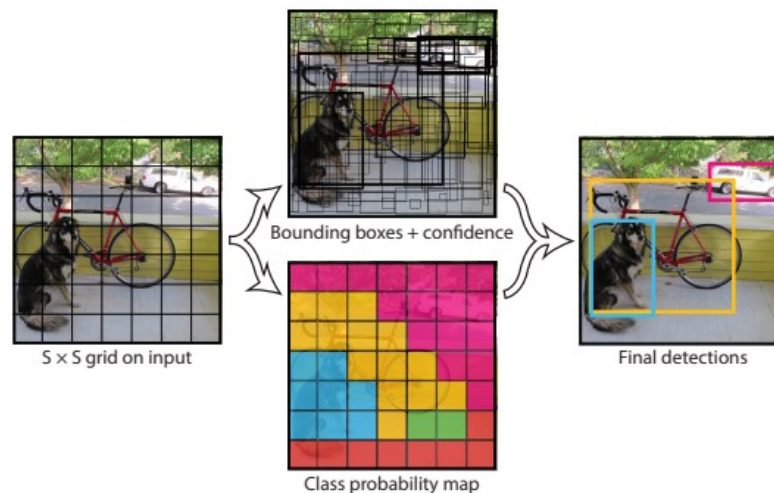 Bounding boxes + confidence
S × S grid on input
Final detections
Class probability map